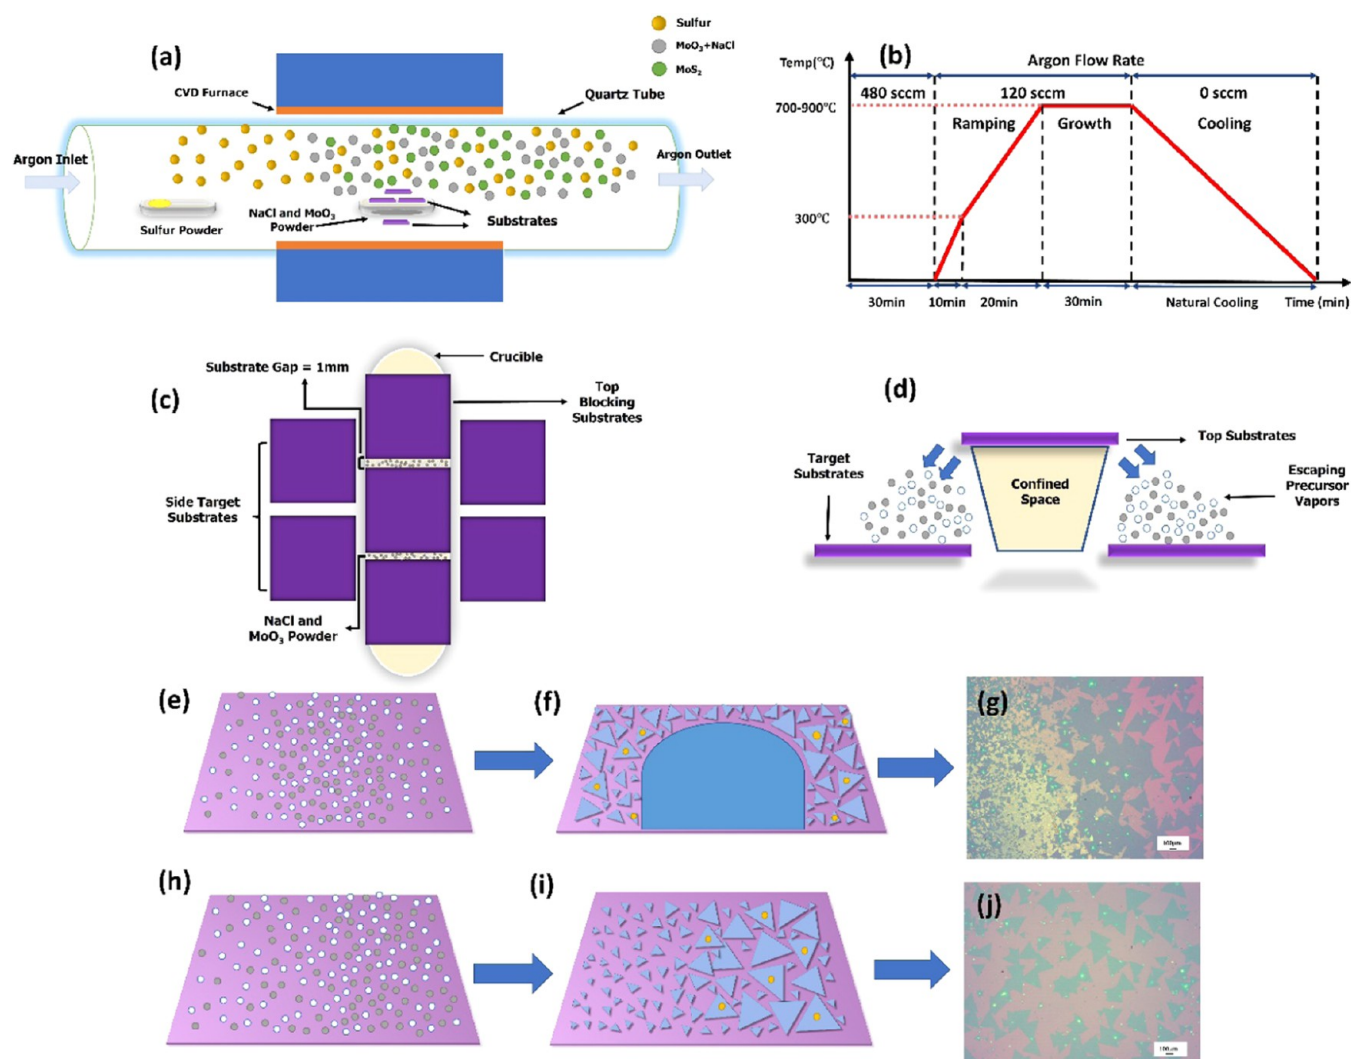 (a)
Sulfur
MoO₃+NaCl
MoS₂
CVD Furnace
Quartz Tube
Argon Inlet
Argon Outlet
Sulfur Powder
NaCl and MoO₃
Powder
Substrates
(b)
Temp(°C)
Argon Flow Rate
480 sccm
120 sccm
0 sccm
700-900°C
Ramping
Growth
Cooling
300°C
30min
10min
20min
30min
Natural Cooling
Time (min)
(c)
Substrate Gap = 1mm
Crucible
Top
Blocking
Substrates
Side Target
Substrates
NaCl and
MoO₃ Powder
(d)
Top Substrates
Target
Substrates
Confined
Space
Escaping
Precursor
Vapors
(e)
(f)
(g)
100μm
(h)
(i)
(j)
100μm